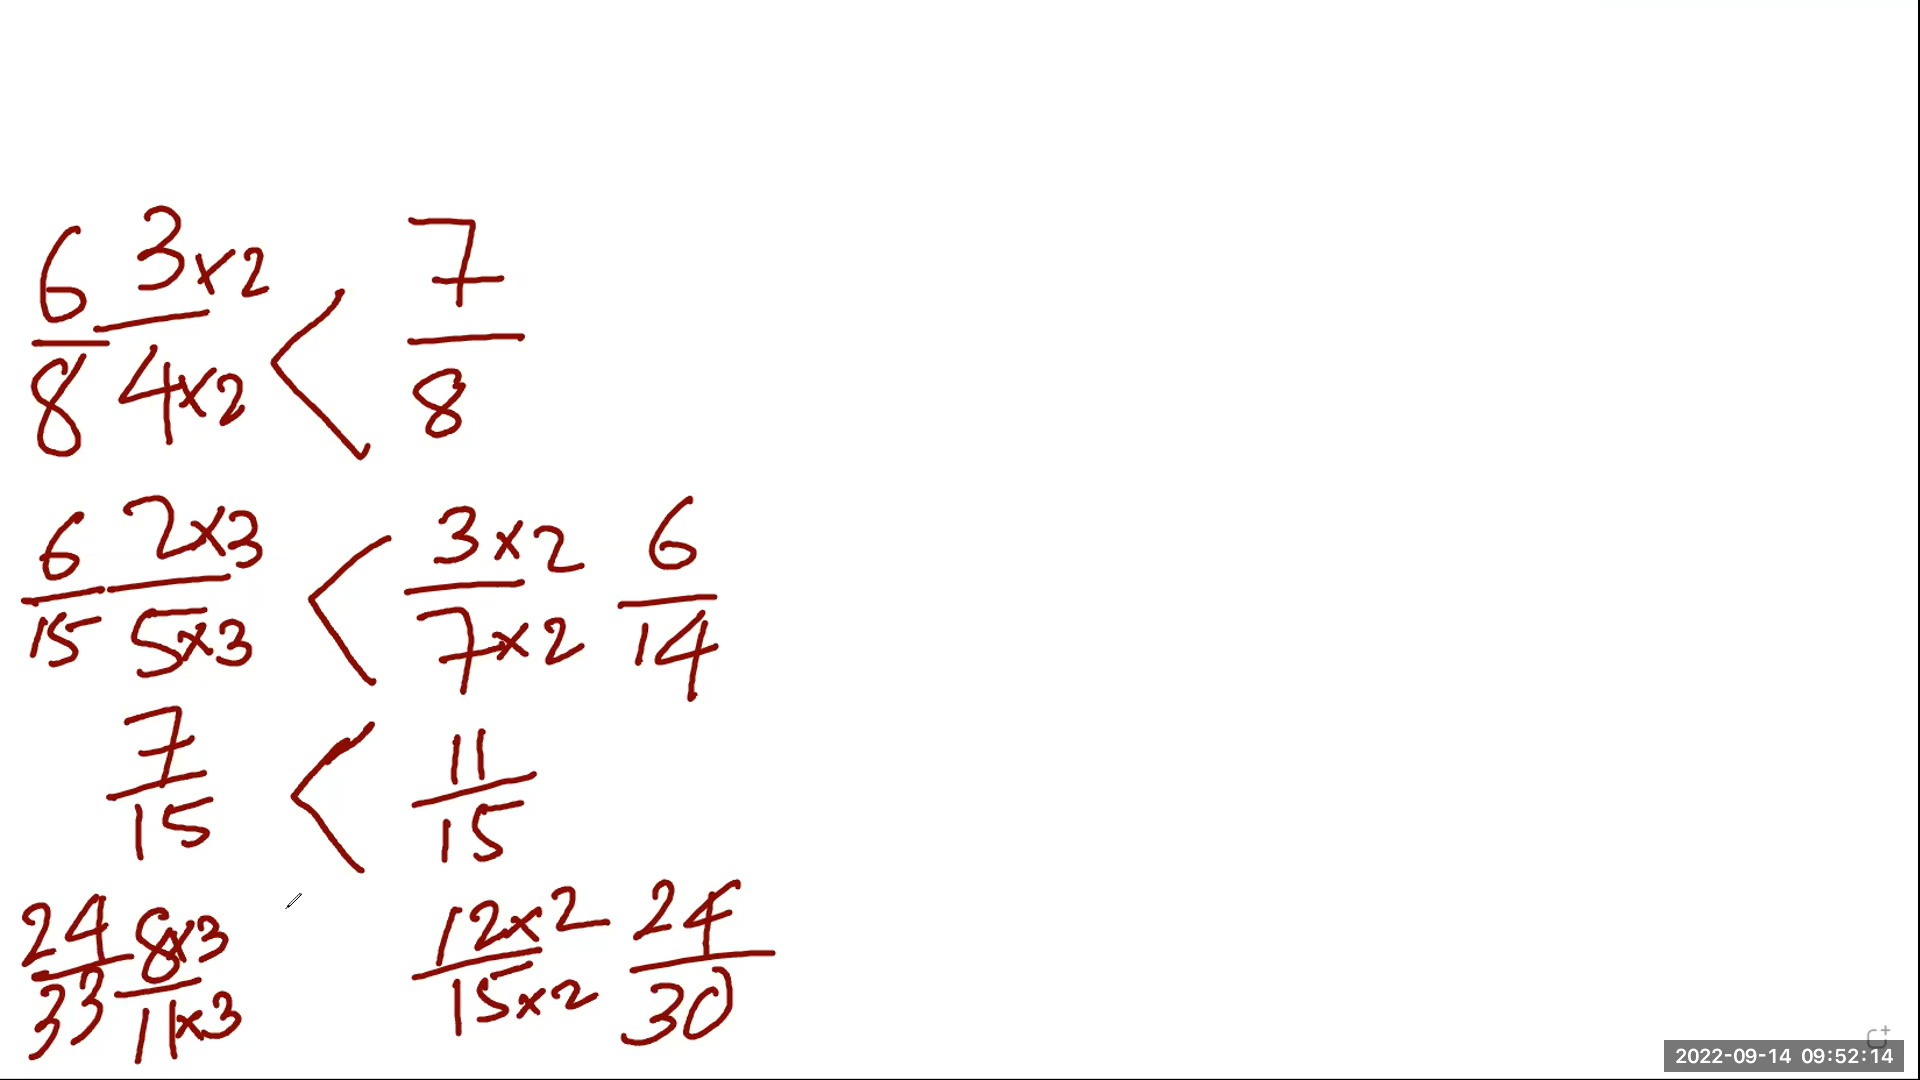 6/8 3×2/4×2 < 7/8
6/15 2×3/5×3 < 3×2/7×2 6/14
7/15 < 11/15
24/33 8×3/11×3 12×2/15×2 24/30
2022-09-14 09:52:14